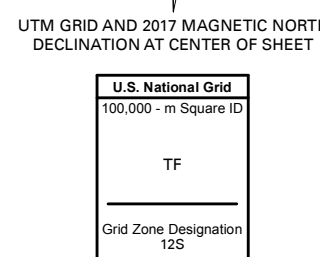 UTM GRID AND 2017 MAGNETIC NORTH
DECLINATION AT CENTER OF SHEET
U.S. National Grid
100,000 - m Square ID
TF
Grid Zone Designation
12S